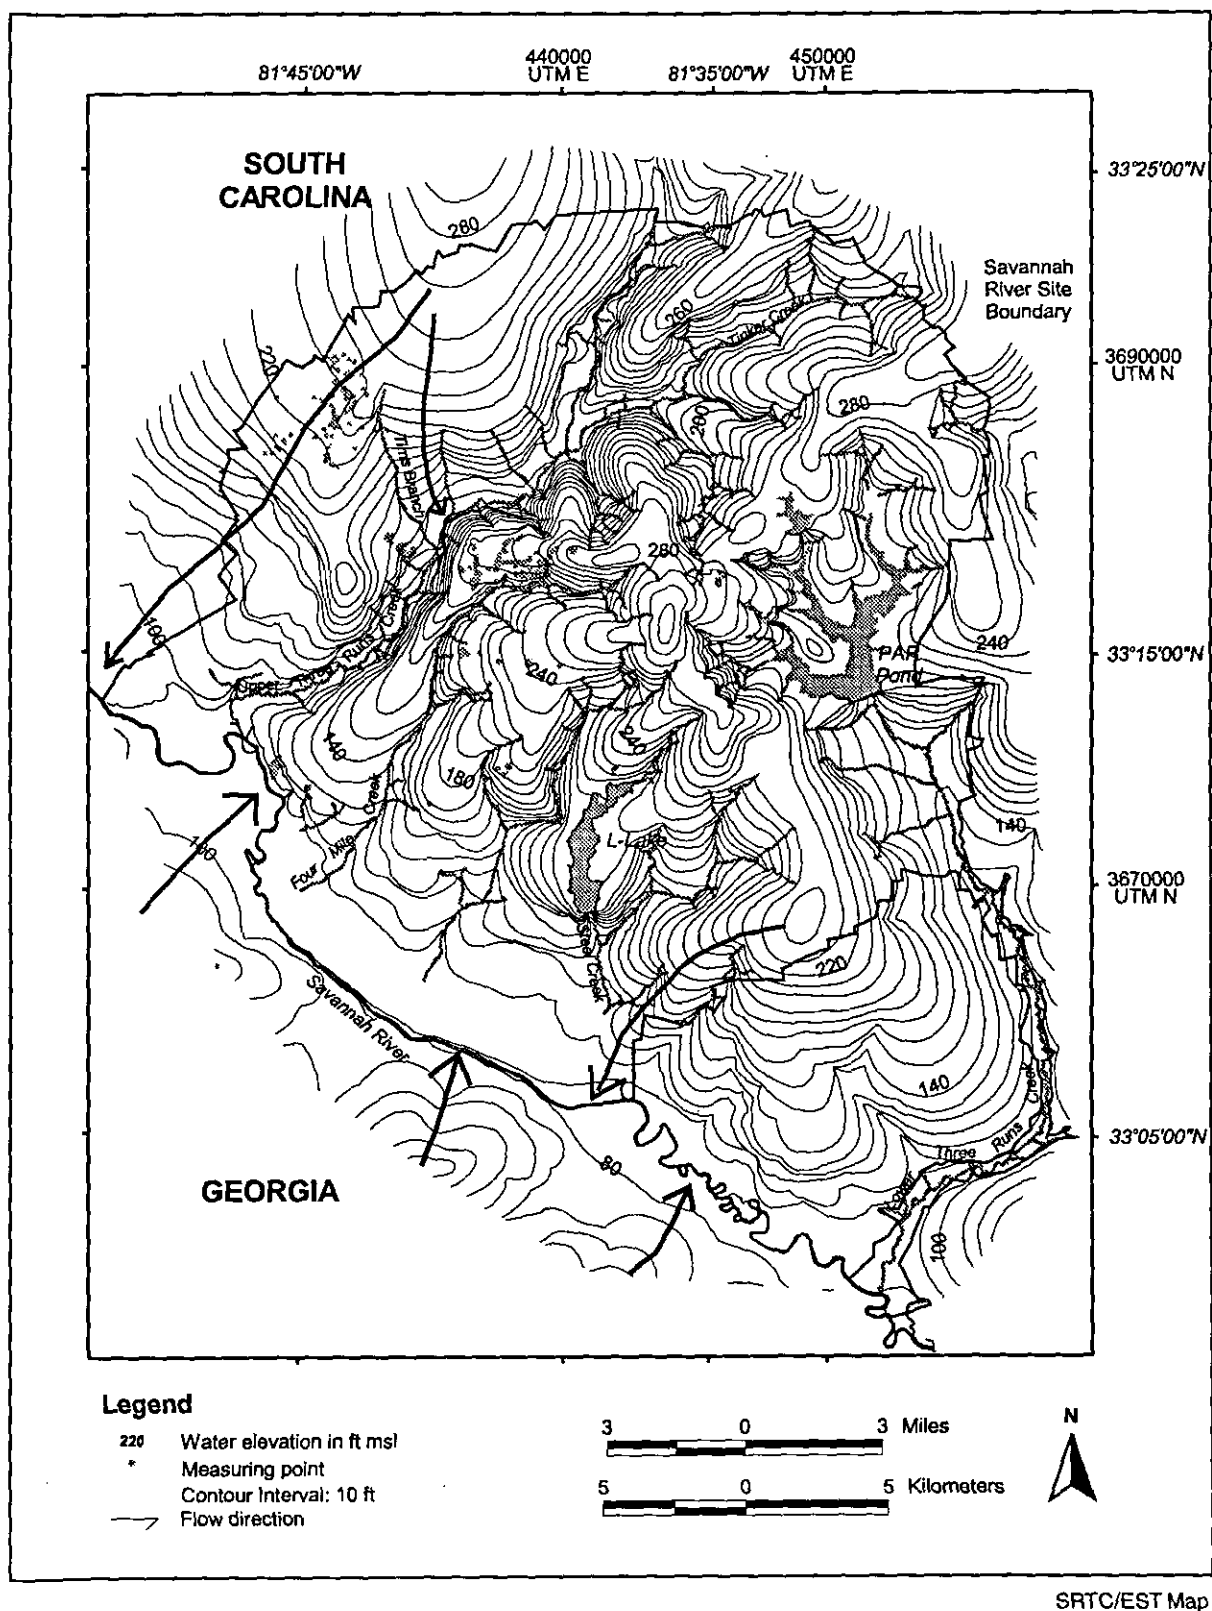 81°45'00"W
440000
UTM E
81°35'00"W
450000
UTM E
SOUTH
CAROLINA
33°25'00"N
280
Savannah
River Site
Boundary
260
Tinker Creek
220
3690000
UTM N
280
200
Tims Branch
280
100
Upper Three Runs Creek
240
240
33°15'00"N
PAR
Pond
140
240
180
140
Four Mile Creek
L-Lake
100
3670000
UTM N
220
Steel Creek
Savannah River
140
33°05'00"N
Lower Three Runs Creek
80
GEORGIA
100
Legend
220 Water elevation in ft msl
* Measuring point
Contour Interval: 10 ft
Flow direction
3 0 3 Miles
5 0 5 Kilometers
N
SRTC/EST Map